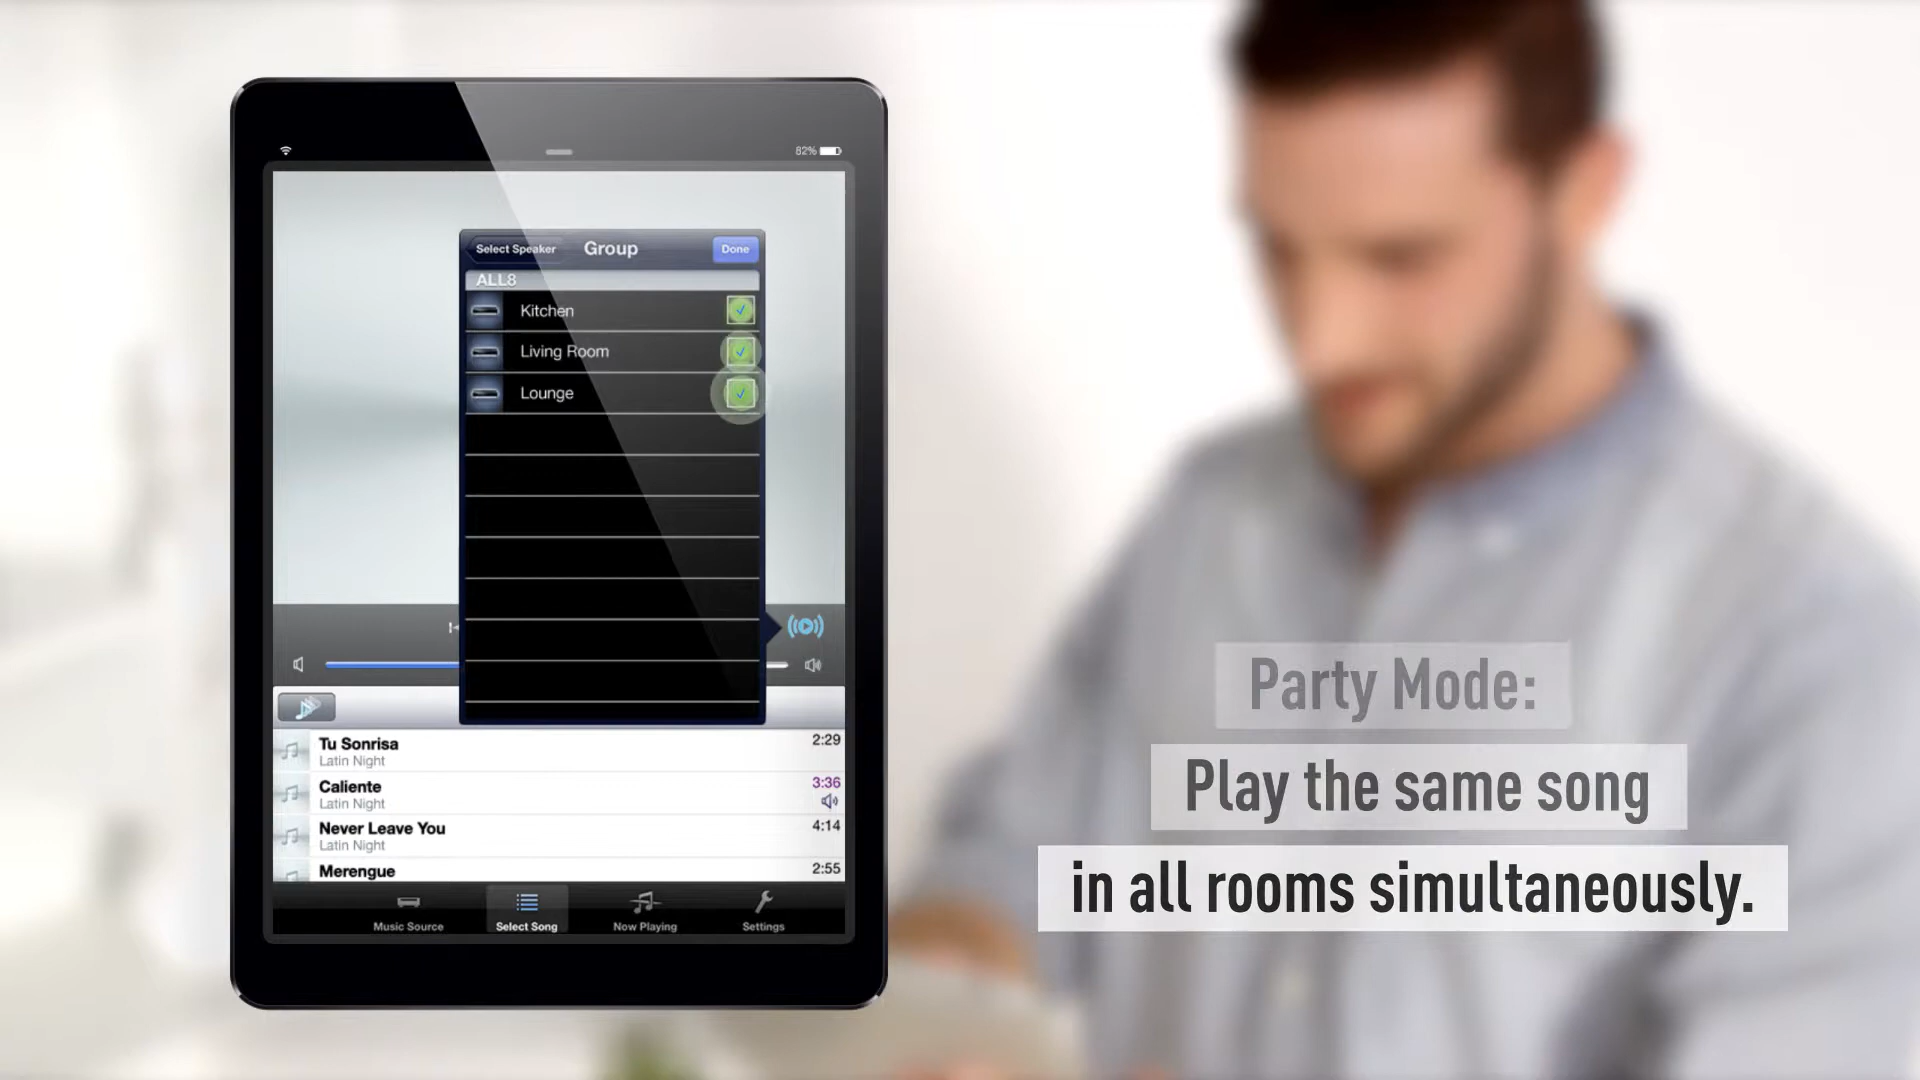 82%
Select Speaker Group Done
ALL8
Kitchen
Living Room
Lounge
Tu Sonrisa 2:29
Latin Night
Caliente 3:36
Latin Night
Never Leave You 4:14
Latin Night
Merengue 2:55
Music Source Select Song Now Playing Settings
Party Mode:
Play the same song
in all rooms simultaneously.